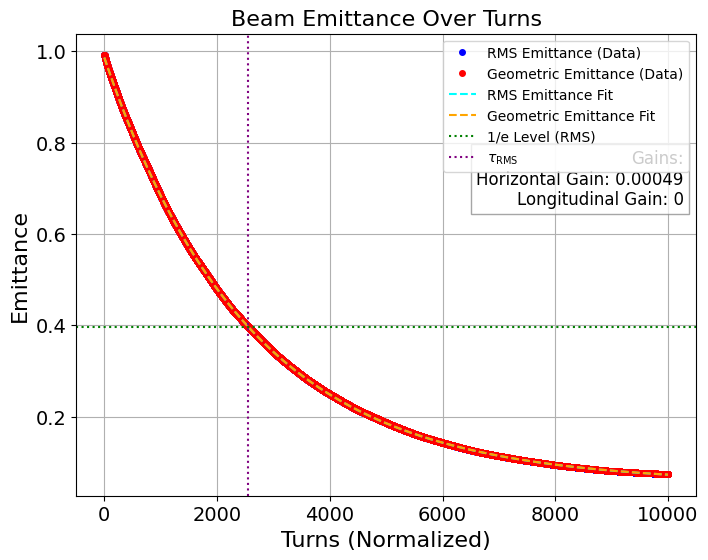 Beam Emittance Over Turns
Emittance
1.0
0.8
0.6
0.4
0.2
RMS Emittance (Data)
Geometric Emittance (Data)
RMS Emittance Fit
Geometric Emittance Fit
1/e Level (RMS)
τRMS
Gains:
Horizontal Gain: 0.00049
Longitudinal Gain: 0
0
2000
4000
6000
8000
10000
Turns (Normalized)